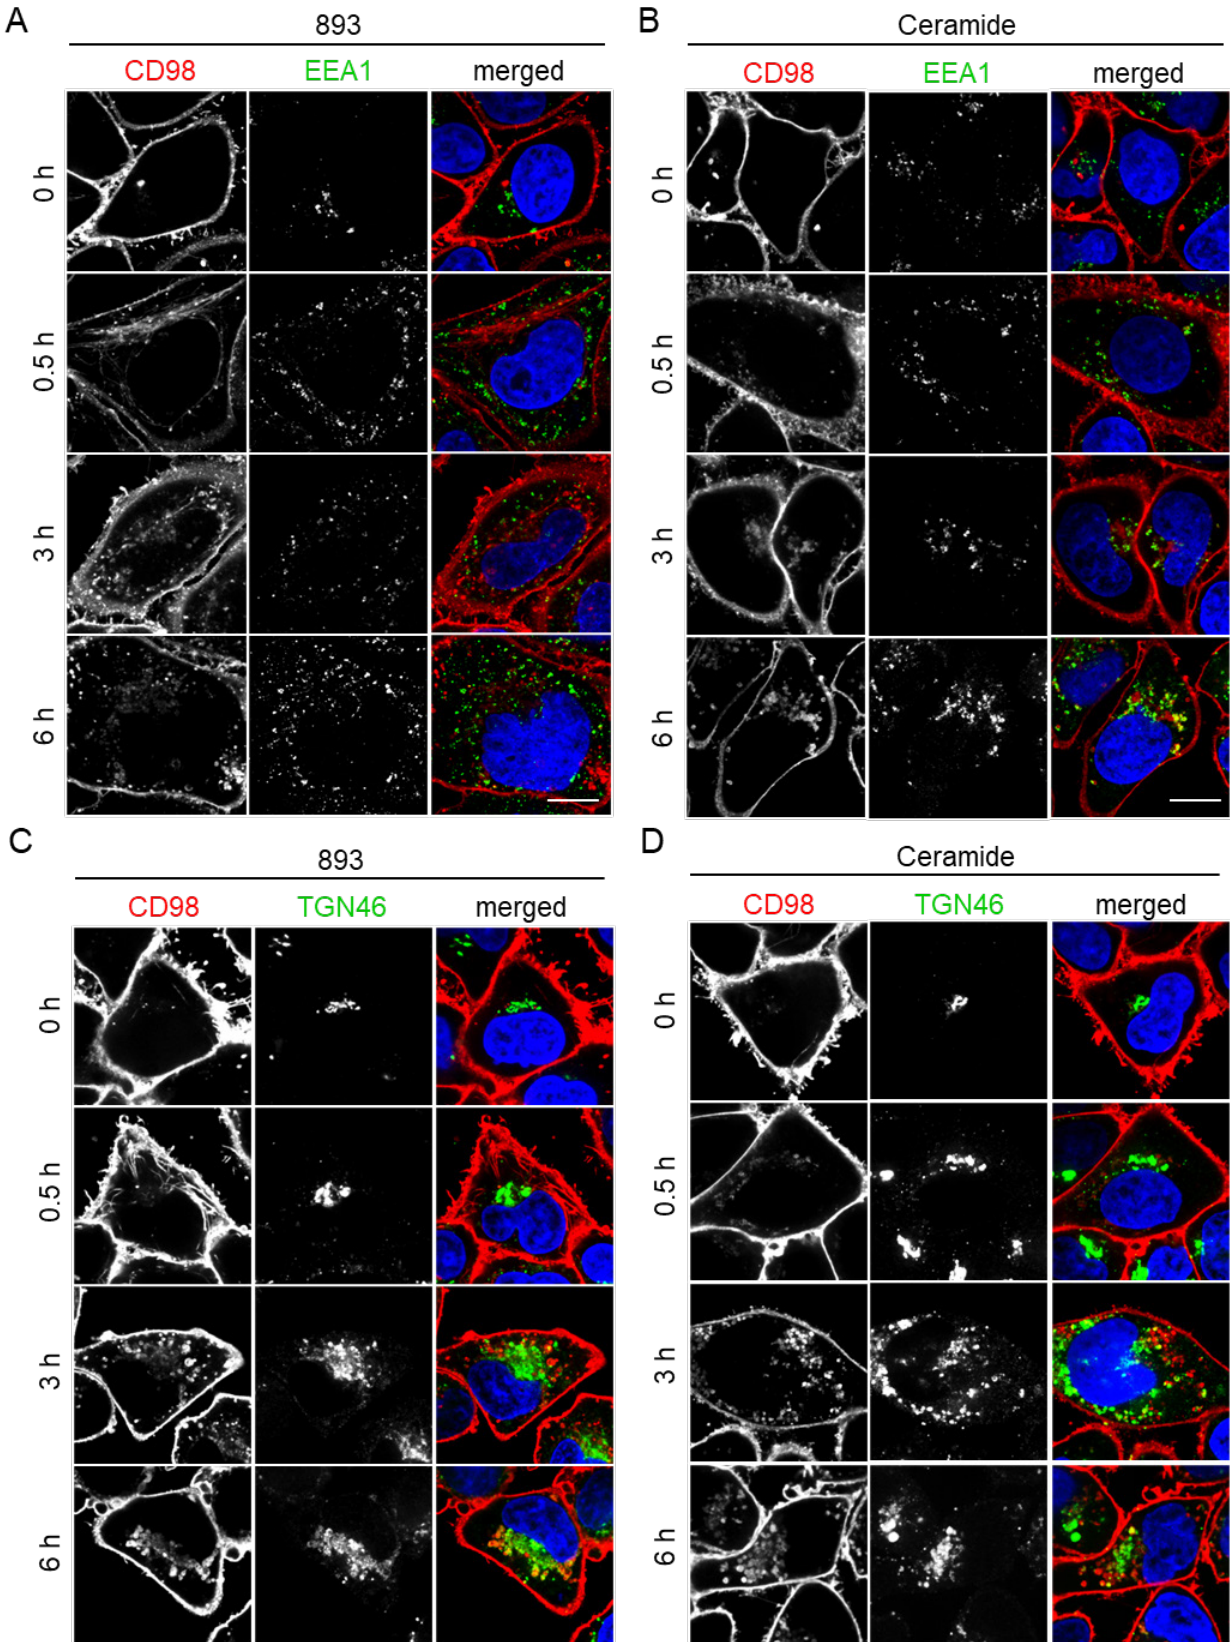 A
893
CD98 EEA1 merged
0 h
0.5 h
3 h
6 h
B
Ceramide
CD98 EEA1 merged
0 h
0.5 h
3 h
6 h
C
893
CD98 TGN46 merged
0 h
0.5 h
3 h
6 h
D
Ceramide
CD98 TGN46 merged
0 h
0.5 h
3 h
6 h